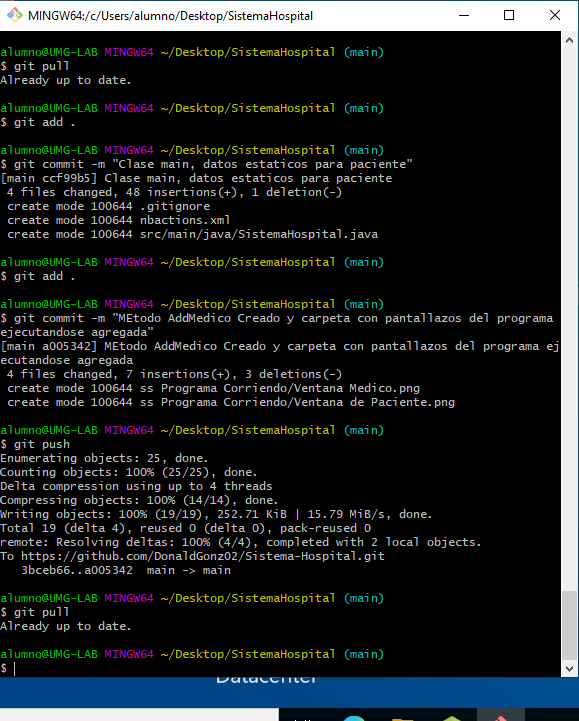 MINGW64:/c/Users/alumno/Desktop/SistemaHospital
alumno@UMG-LAB MINGW64 ~/Desktop/SistemaHospital (main)
$ git pull
Already up to date.
alumno@UMG-LAB MINGW64 ~/Desktop/SistemaHospital (main)
$ git add .
alumno@UMG-LAB MINGW64 ~/Desktop/SistemaHospital (main)
$ git commit -m "Clase main, datos estaticos para paciente"
[main ccf99b5] Clase main, datos estaticos para paciente
 4 files changed, 48 insertions(+), 1 deletion(-)
 create mode 100644 .gitignore
 create mode 100644 nbactions.xml
 create mode 100644 src/main/java/SistemaHospital.java
alumno@UMG-LAB MINGW64 ~/Desktop/SistemaHospital (main)
$ git add .
alumno@UMG-LAB MINGW64 ~/Desktop/SistemaHospital (main)
$ git commit -m "MEtodo AddMedico Creado y carpeta con pantallazos del programa
ejecutandose agregada"
[main a005342] MEtodo AddMedico Creado y carpeta con pantallazos del programa ej
ecutandose agregada
 4 files changed, 7 insertions(+), 3 deletions(-)
 create mode 100644 ss Programa Corriendo/Ventana Medico.png
 create mode 100644 ss Programa Corriendo/Ventana de Paciente.png
alumno@UMG-LAB MINGW64 ~/Desktop/SistemaHospital (main)
$ git push
Enumerating objects: 25, done.
Counting objects: 100% (25/25), done.
Delta compression using up to 4 threads
Compressing objects: 100% (14/14), done.
Writing objects: 100% (19/19), 252.71 KiB | 15.79 MiB/s, done.
Total 19 (delta 4), reused 0 (delta 0), pack-reused 0
remote: Resolving deltas: 100% (4/4), completed with 2 local objects.
To https://github.com/DonaldGonz02/Sistema-Hospital.git
   3bceb66..a005342  main -> main
alumno@UMG-LAB MINGW64 ~/Desktop/SistemaHospital (main)
$ git pull
Already up to date.
alumno@UMG-LAB MINGW64 ~/Desktop/SistemaHospital (main)
$
Datacenter